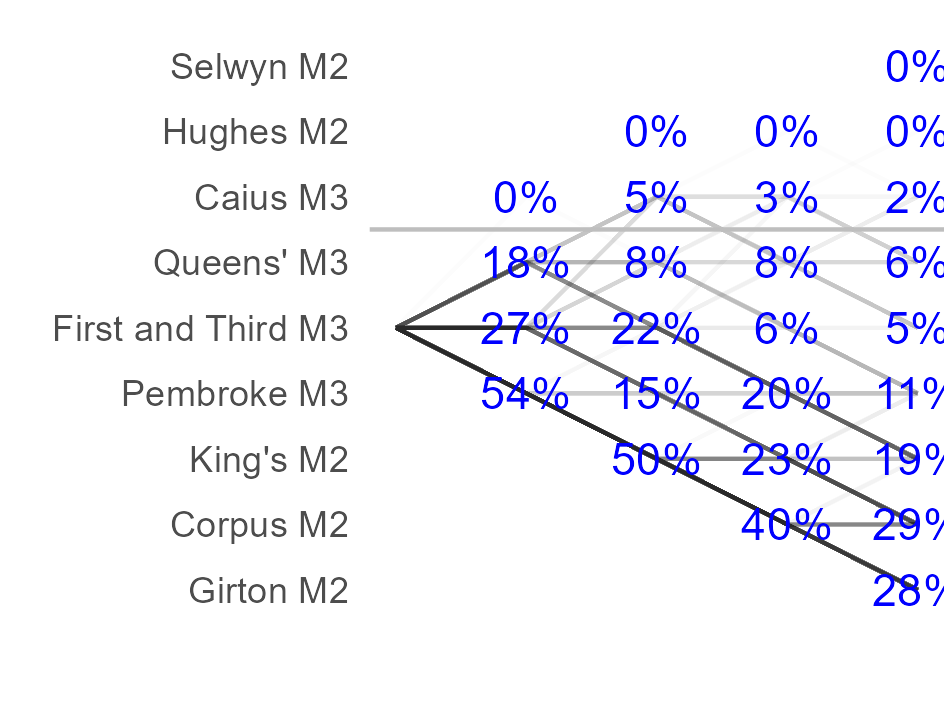 Selwyn M2 0%
Hughes M2 0% 0% 0%
Caius M3 0% 5% 3% 2%
Queens' M3 18% 8% 8% 6%
First and Third M3 27% 22% 6% 5%
Pembroke M3 54% 15% 20% 11%
King's M2 50% 23% 19%
Corpus M2 40% 29%
Girton M2 28%